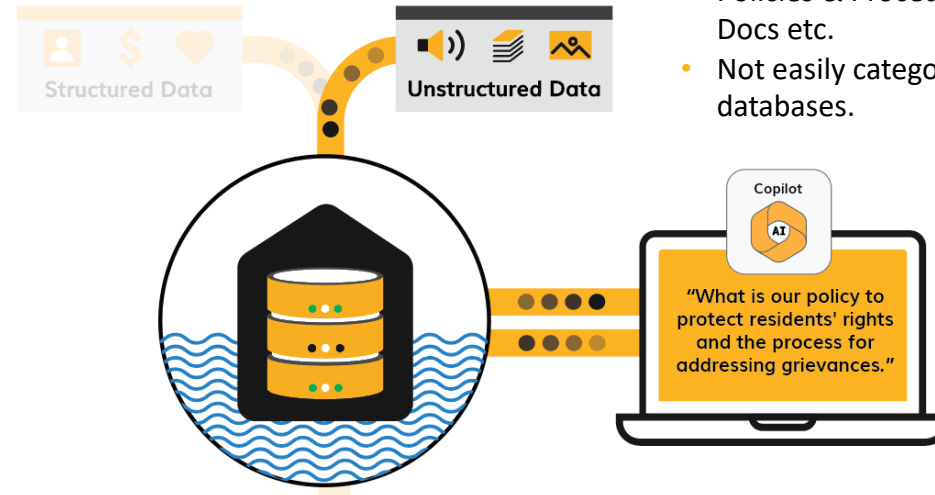 Docs etc.
• Not easily
databases.
Structured Data
Unstructured Data
Copilot
AI
"What is our policy to
protect residents' rights
and the process for
addressing grievances."